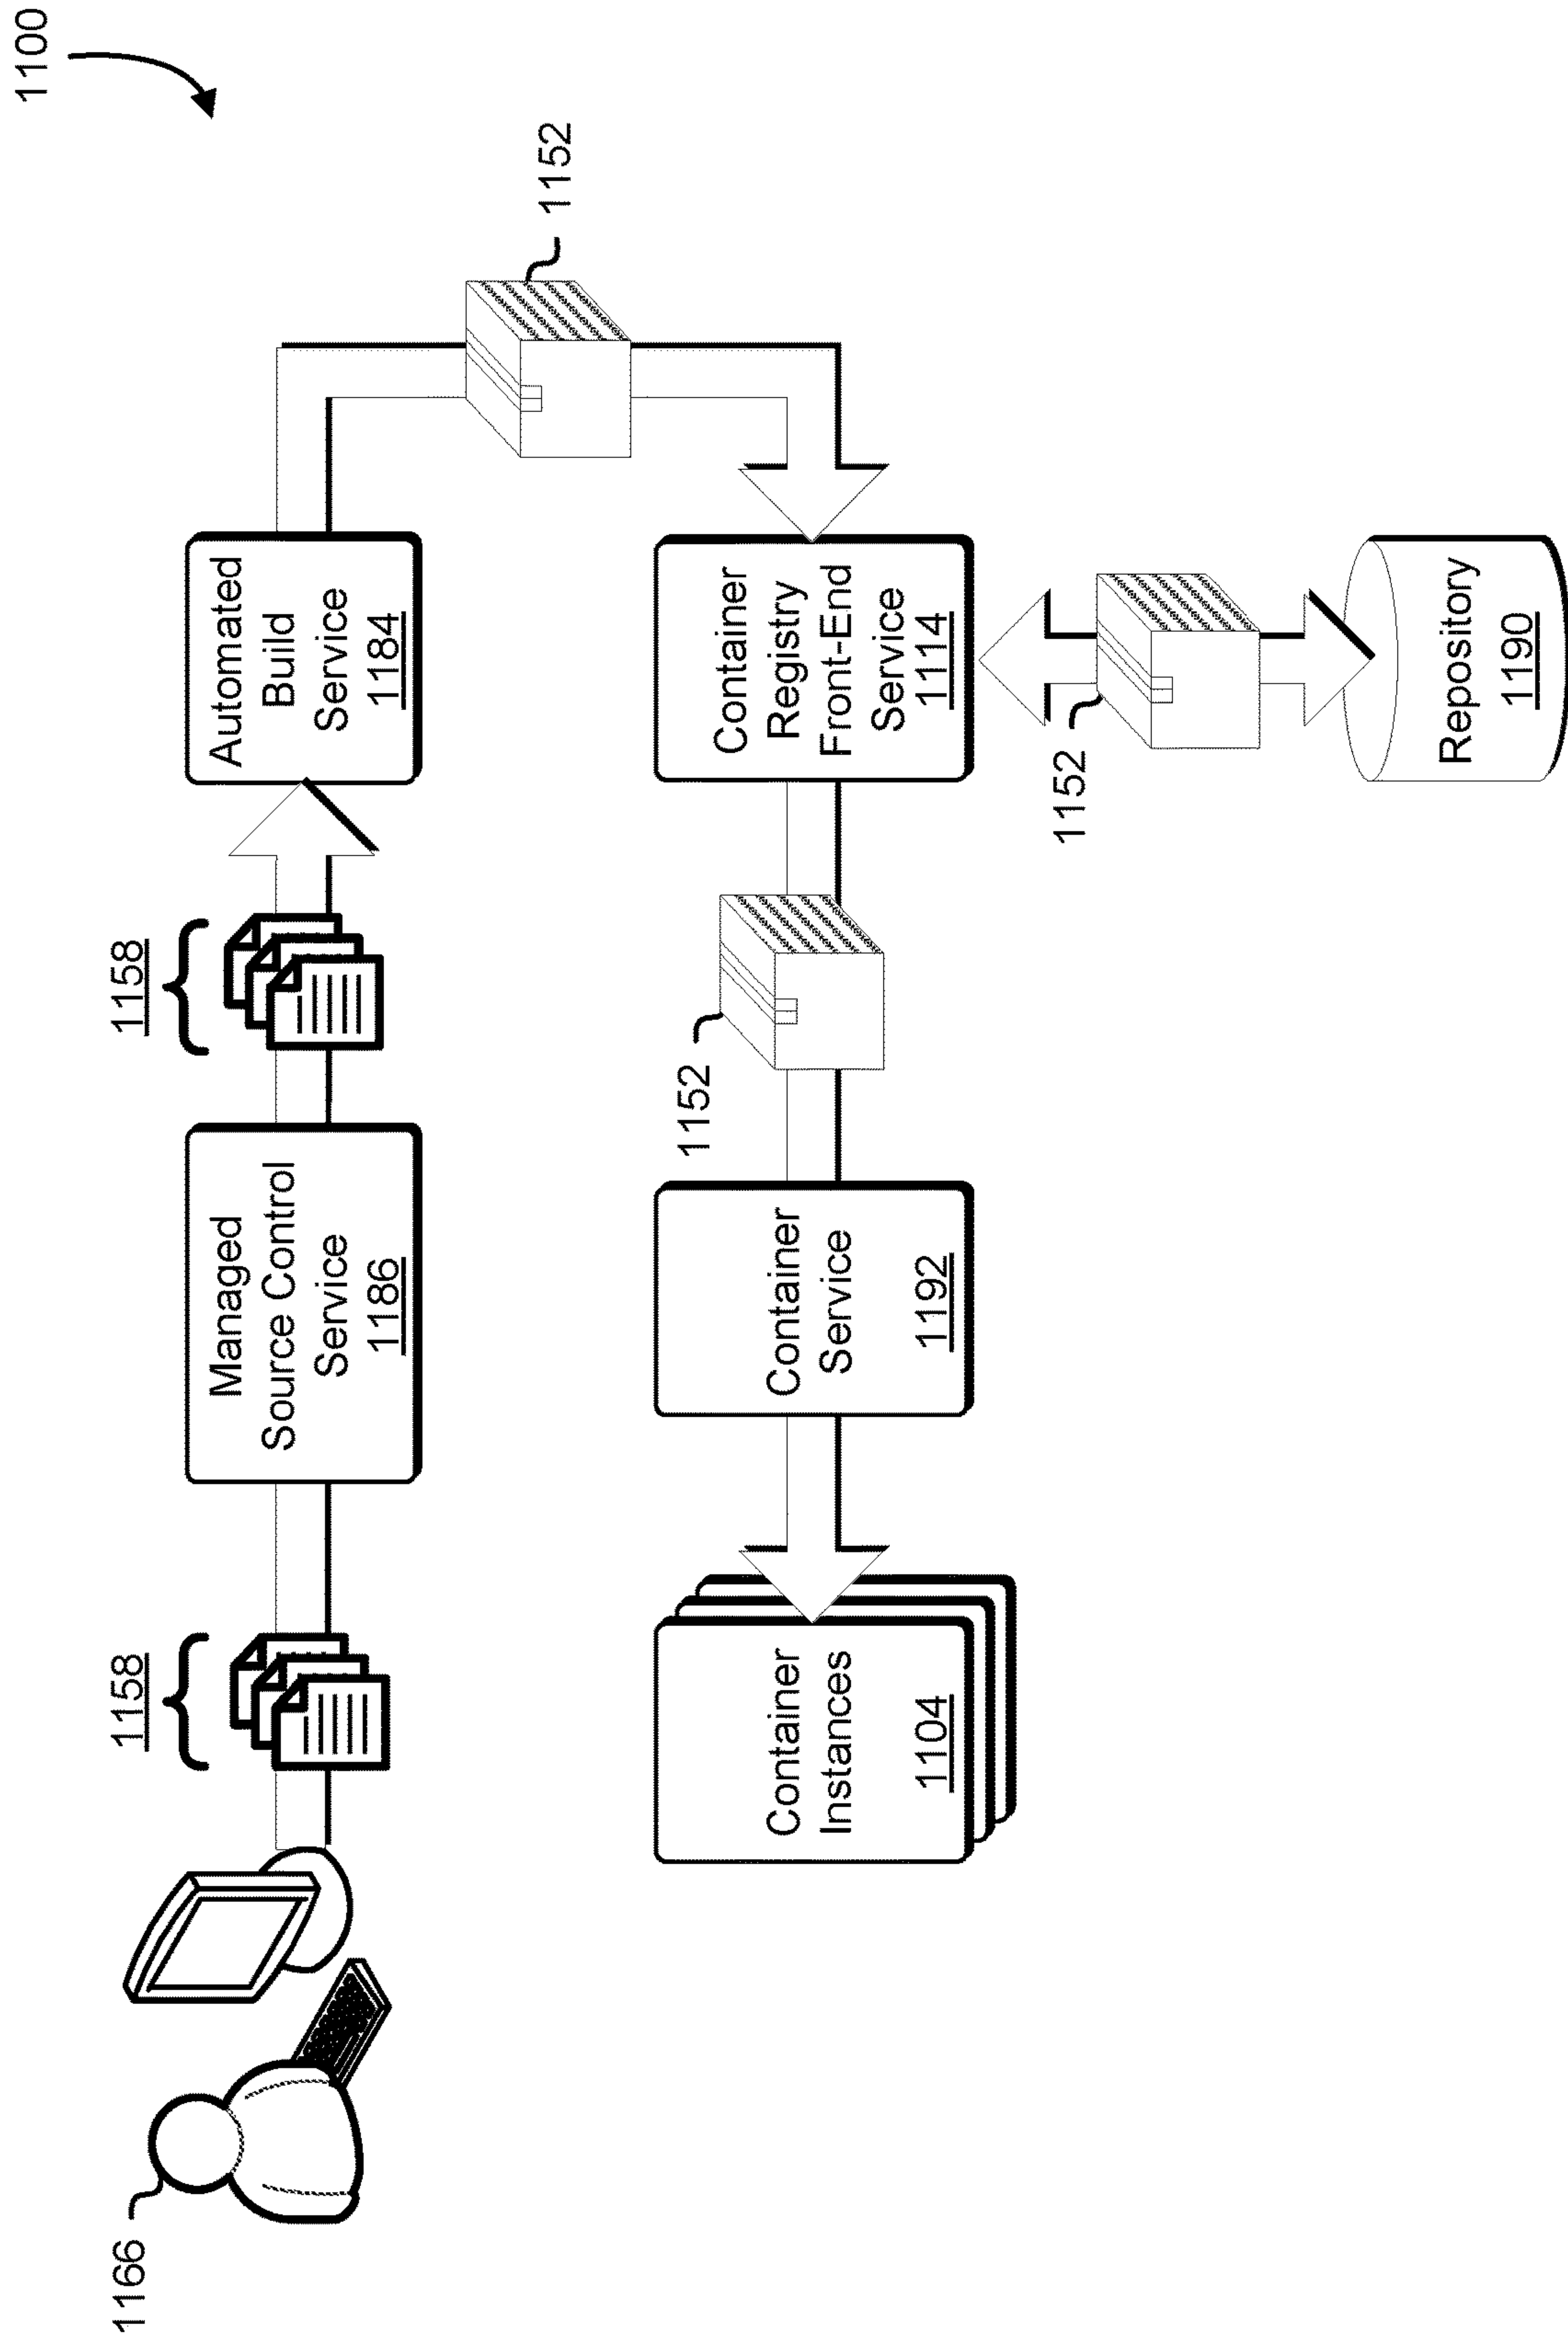 1100
1166
1158
Managed
Source Control
Service
1186
1158
Automated
Build
Service
1184
1152
Container
Instances
1104
Container
Service
1192
1152
Container
Registry
Front-End
Service
1114
1152
Repository
1190